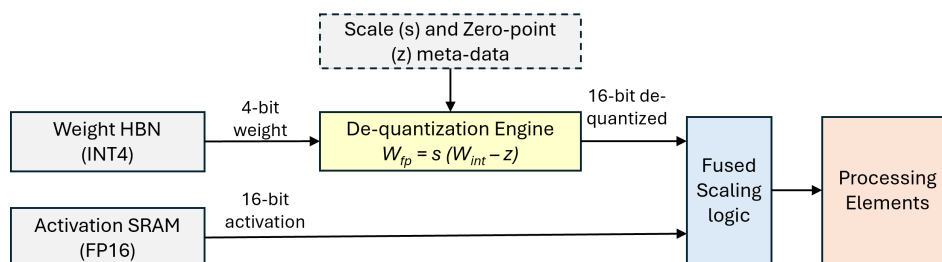 Scale (s) and Zero-point
(z) meta-data
Weight HBN
(INT4)
4-bit
weight
De-quantization Engine
W_fp = s (W_int – z)
16-bit de-
quantized
Activation SRAM
(FP16)
16-bit
activation
Fused
Scaling
logic
Processing
Elements